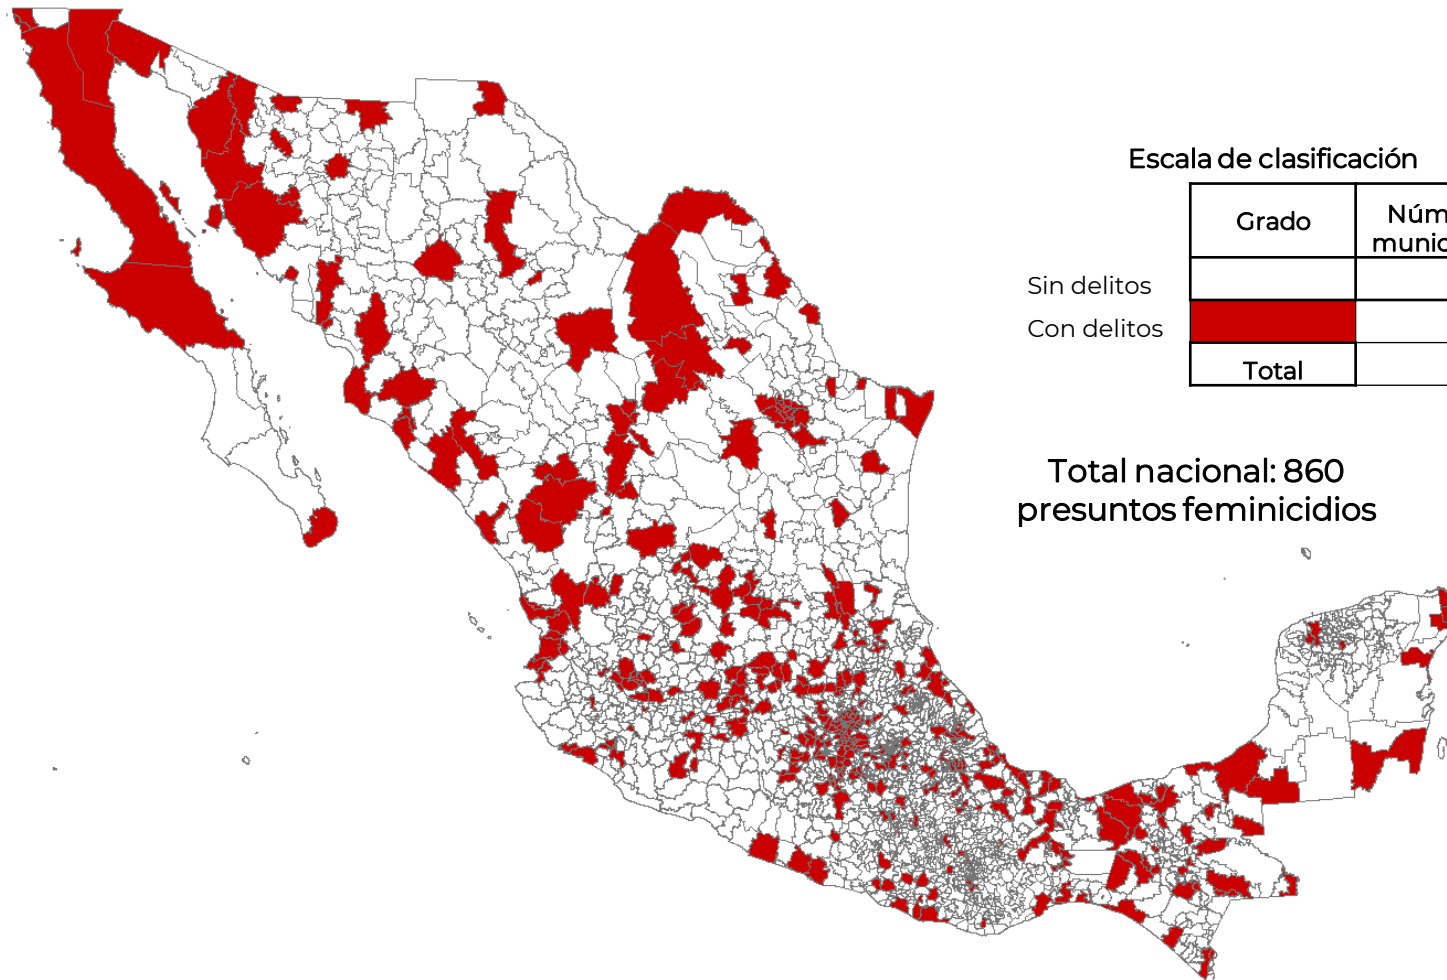 Escala de clasificación
Grado
Sin delitos
Con delitos
Total
Total nacional: 860
presuntos feminicidios